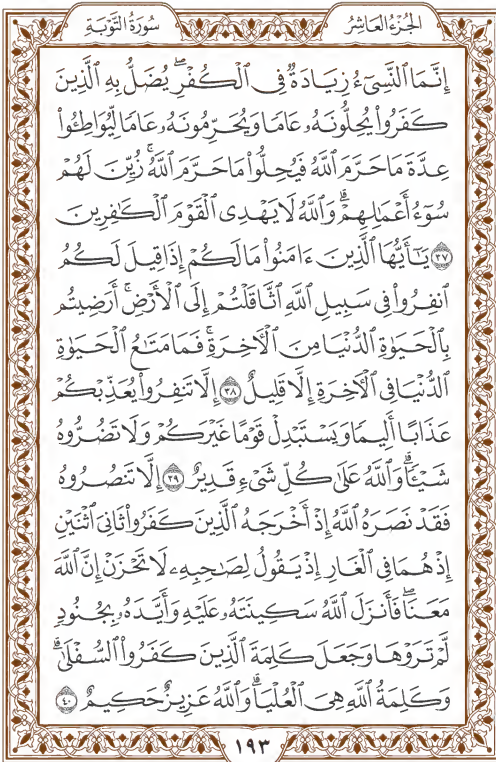 الجُزْءُ العَاشِرُ
سُورَةُ التَّوْبَةِ
إِنَّمَا ٱلنَّسِىٓءُ زِيَادَةٌ فِى ٱلْكُفْرِ ۖ يُضَلُّ بِهِ ٱلَّذِينَ
كَفَرُوا۟ يُحِلُّونَهُۥ عَامًا وَيُحَرِّمُونَهُۥ عَامًا لِّيُوَاطِـُٔوا۟
عِدَّةَ مَا حَرَّمَ ٱللَّهُ فَيُحِلُّوا۟ مَا حَرَّمَ ٱللَّهُ ۚ زُيِّنَ لَهُمْ
سُوٓءُ أَعْمَـٰلِهِمْ ۗ وَٱللَّهُ لَا يَهْدِى ٱلْقَوْمَ ٱلْكَـٰفِرِينَ
٣٧ يَـٰٓأَيُّهَا ٱلَّذِينَ ءَامَنُوا۟ مَا لَكُمْ إِذَا قِيلَ لَكُمُ
ٱنفِرُوا۟ فِى سَبِيلِ ٱللَّهِ ٱثَّاقَلْتُمْ إِلَى ٱلْأَرْضِ ۚ أَرَضِيتُم
بِٱلْحَيَوٰةِ ٱلدُّنْيَا مِنَ ٱلْـَٔاخِرَةِ ۚ فَمَا مَتَـٰعُ ٱلْحَيَوٰةِ
ٱلدُّنْيَا فِى ٱلْـَٔاخِرَةِ إِلَّا قَلِيلٌ ٣٨ إِلَّا تَنفِرُوا۟ يُعَذِّبْكُمْ
عَذَابًا أَلِيمًا وَيَسْتَبْدِلْ قَوْمًا غَيْرَكُمْ وَلَا تَضُرُّوهُ
شَيْـًٔا ۗ وَٱللَّهُ عَلَىٰ كُلِّ شَىْءٍ قَدِيرٌ ٣٩ إِلَّا تَنصُرُوهُ
فَقَدْ نَصَرَهُ ٱللَّهُ إِذْ أَخْرَجَهُ ٱلَّذِينَ كَفَرُوا۟ ثَانِىَ ٱثْنَيْنِ
إِذْ هُمَا فِى ٱلْغَارِ إِذْ يَقُولُ لِصَـٰحِبِهِۦ لَا تَحْزَنْ إِنَّ ٱللَّهَ
مَعَنَا ۖ فَأَنزَلَ ٱللَّهُ سَكِينَتَهُۥ عَلَيْهِ وَأَيَّدَهُۥ بِجُنُودٍ
لَّمْ تَرَوْهَا وَجَعَلَ كَلِمَةَ ٱلَّذِينَ كَفَرُوا۟ ٱلسُّفْلَىٰ ۗ
وَكَلِمَةُ ٱللَّهِ هِىَ ٱلْعُلْيَا ۗ وَٱللَّهُ عَزِيزٌ حَكِيمٌ ٤٠
١٩٣